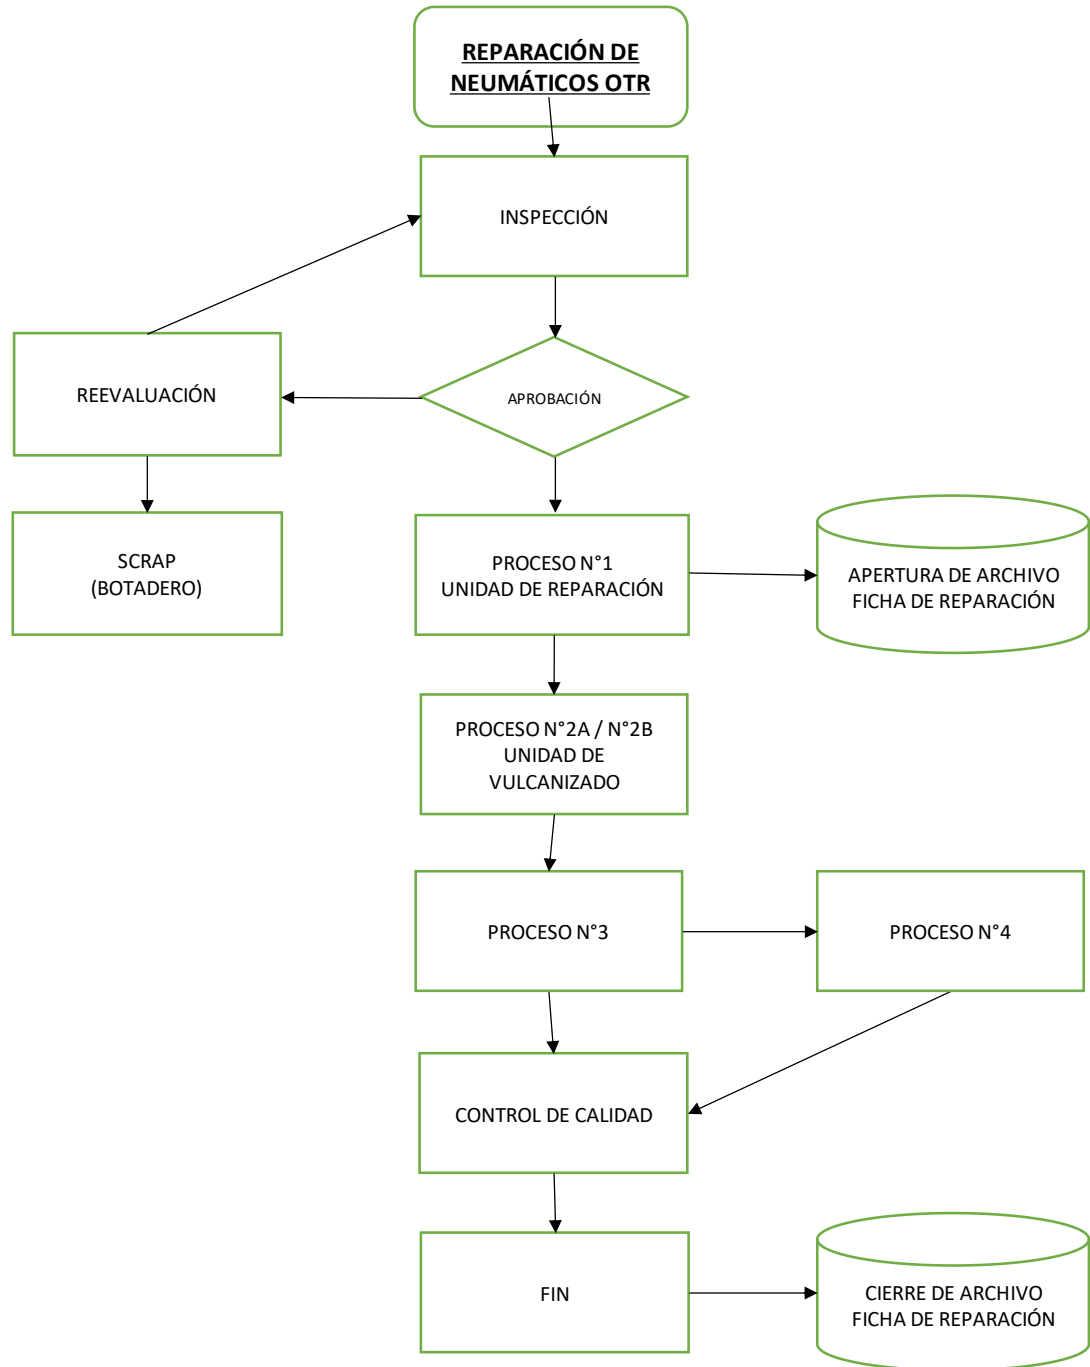 REPARACIÓN DE
NEUMÁTICOS OTR
INSPECCIÓN
REEVALUACIÓN
APROBACIÓN
SCRAP
(BOTADERO)
PROCESO N°1
UNIDAD DE REPARACIÓN
APERTURA DE ARCHIVO
FICHA DE REPARACIÓN
PROCESO N°2A / N°2B
UNIDAD DE
VULCANIZADO
PROCESO N°3
PROCESO N°4
CONTROL DE CALIDAD
FIN
CIERRE DE ARCHIVO
FICHA DE REPARACIÓN